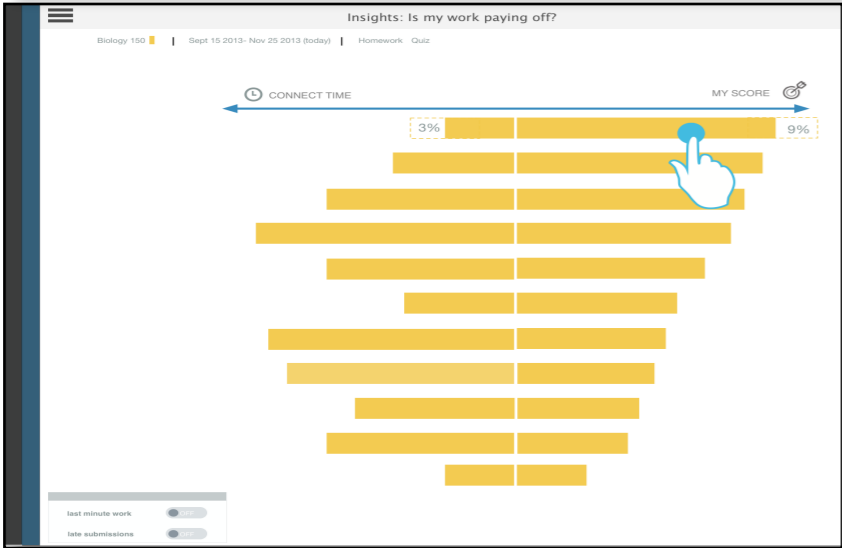 Insights: Is my work paying off?
Biology 150 | Sept 15 2013- Nov 25 2013 (today) | Homework Quiz
CONNECT TIME
MY SCORE
3%
9%
last minute work OFF
late submissions OFF